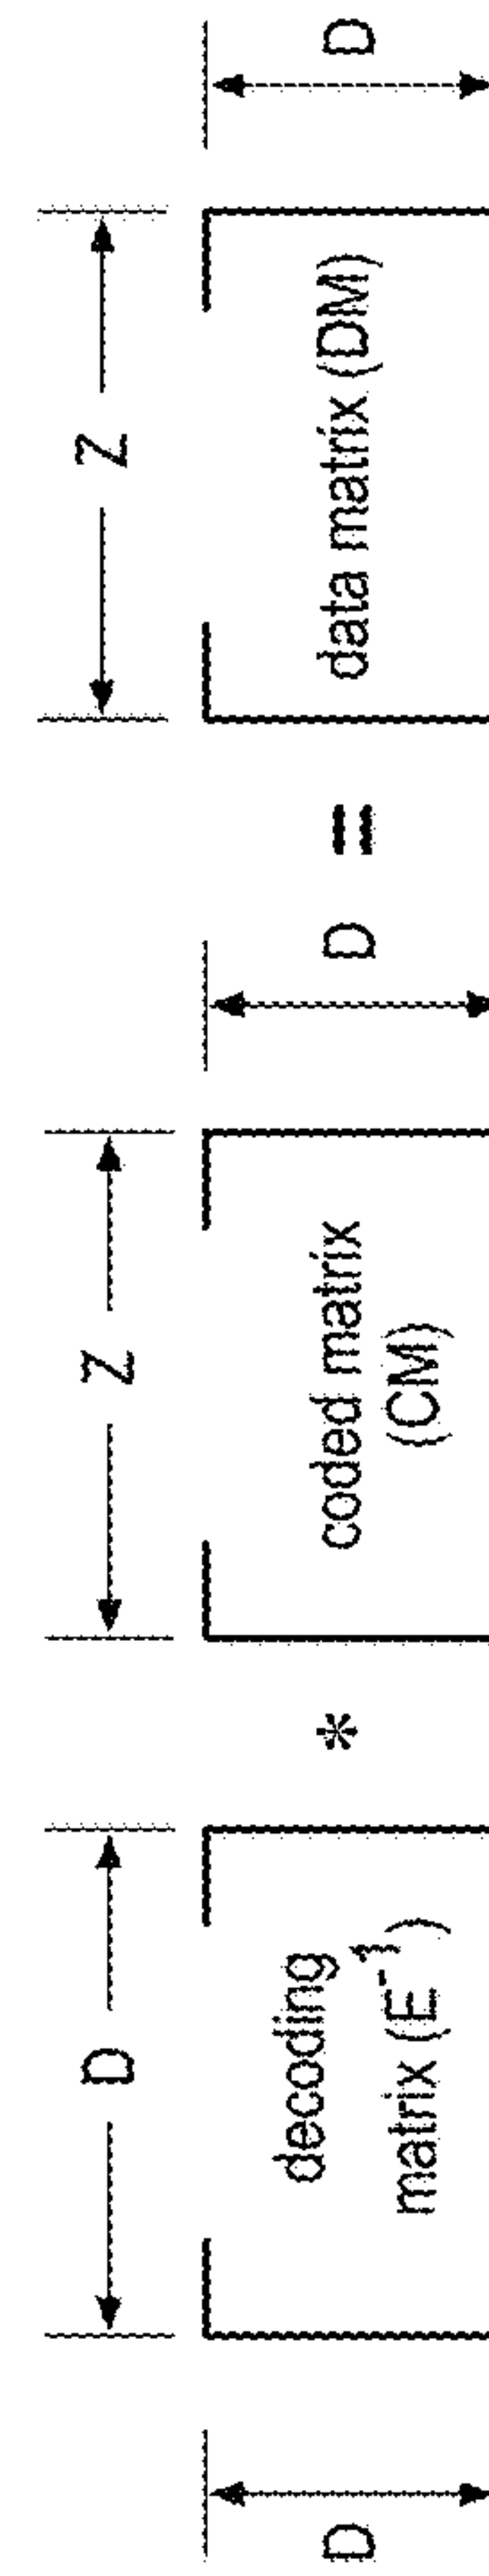 D
D
decoding
matrix (E⁻¹)
*
Z
coded matrix
(CM)
D
=
Z
data matrix (DM)
D